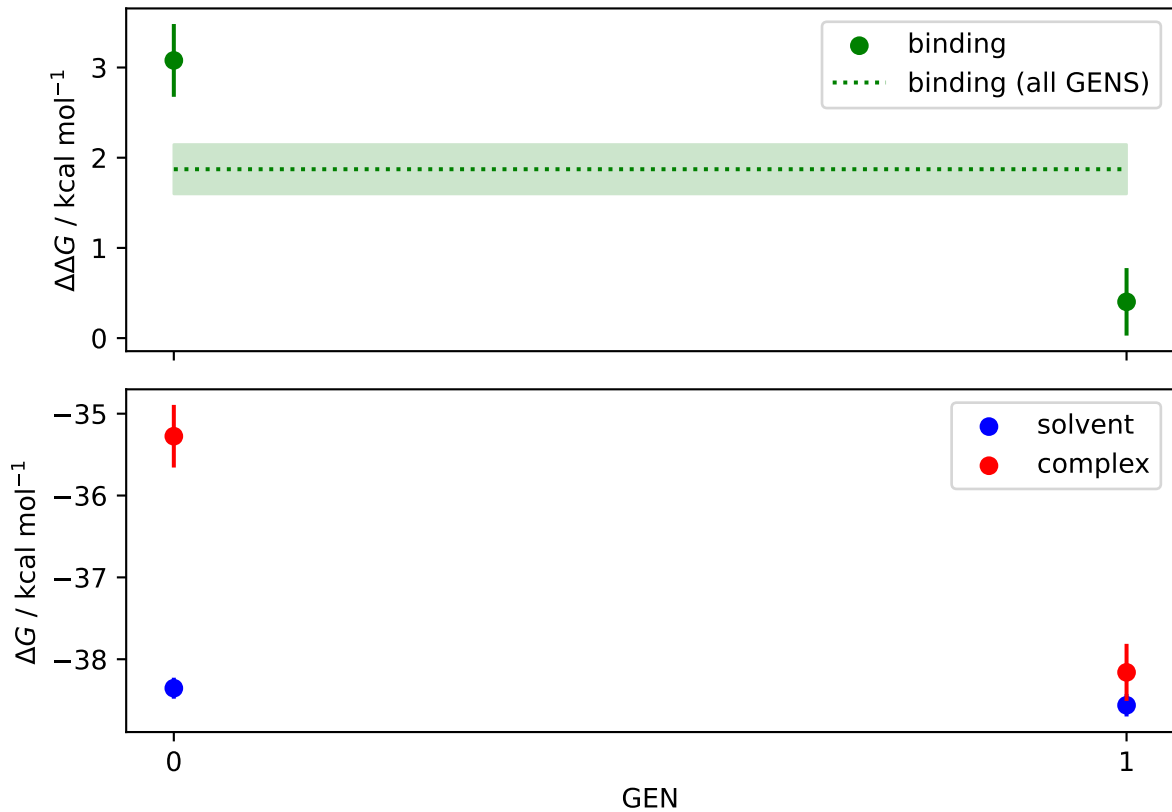 3
2
1
0
ΔΔG / kcal mol⁻¹
binding
binding (all GENS)
−35
−36
−37
−38
ΔG / kcal mol⁻¹
solvent
complex
0
1
GEN